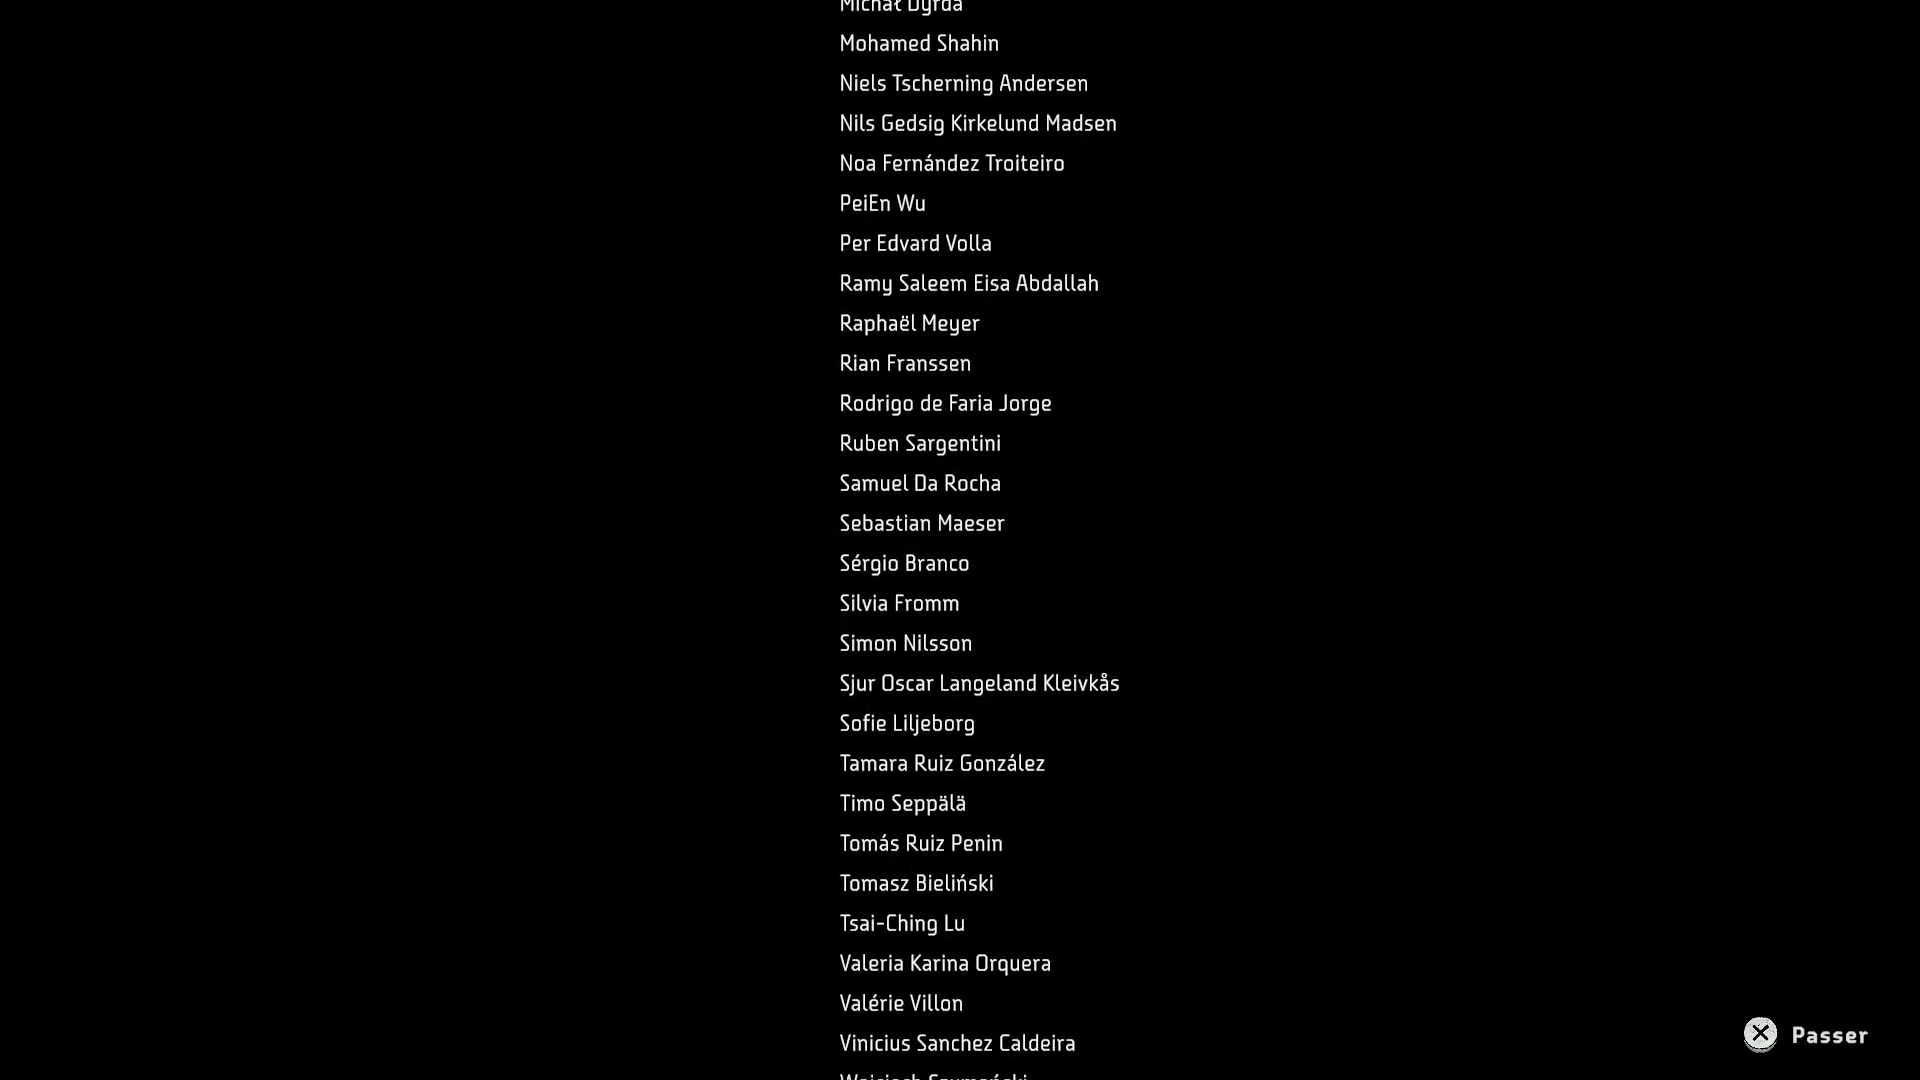 Michał Dyrda
Mohamed Shahin
Niels Tscherning Andersen
Nils Gedsig Kirkelund Madsen
Noa Fernández Troiteiro
PeiEn Wu
Per Edvard Volla
Ramy Saleem Eisa Abdallah
Raphaël Meyer
Rian Franssen
Rodrigo de Faria Jorge
Ruben Sargentini
Samuel Da Rocha
Sebastian Maeser
Sérgio Branco
Silvia Fromm
Simon Nilsson
Sjur Oscar Langeland Kleivkås
Sofie Liljeborg
Tamara Ruiz González
Timo Seppälä
Tomás Ruiz Penin
Tomasz Bieliński
Tsai-Ching Lu
Valeria Karina Orquera
Valérie Villon
Vinicius Sanchez Caldeira
Passer